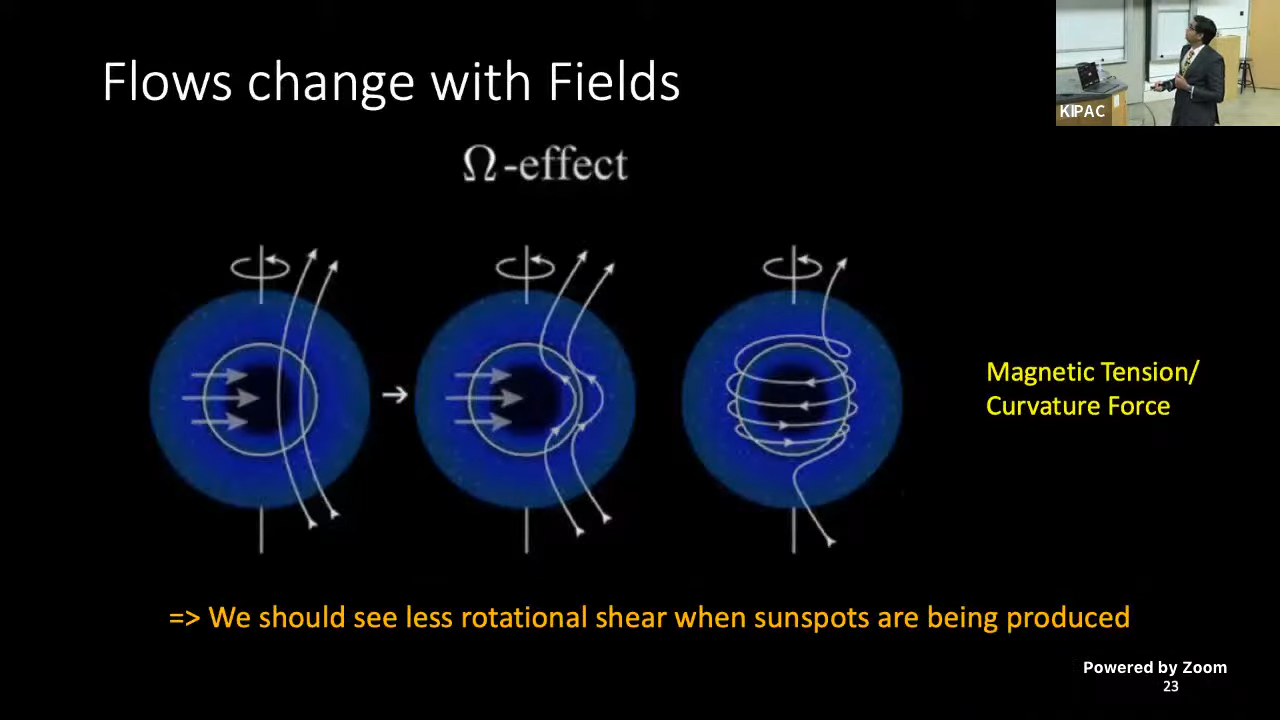 Flows change with Fields
KIPAC
Ω-effect
Magnetic Tension/
Curvature Force
=> We should see less rotational shear when sunspots are being produced
Powered by Zoom
23